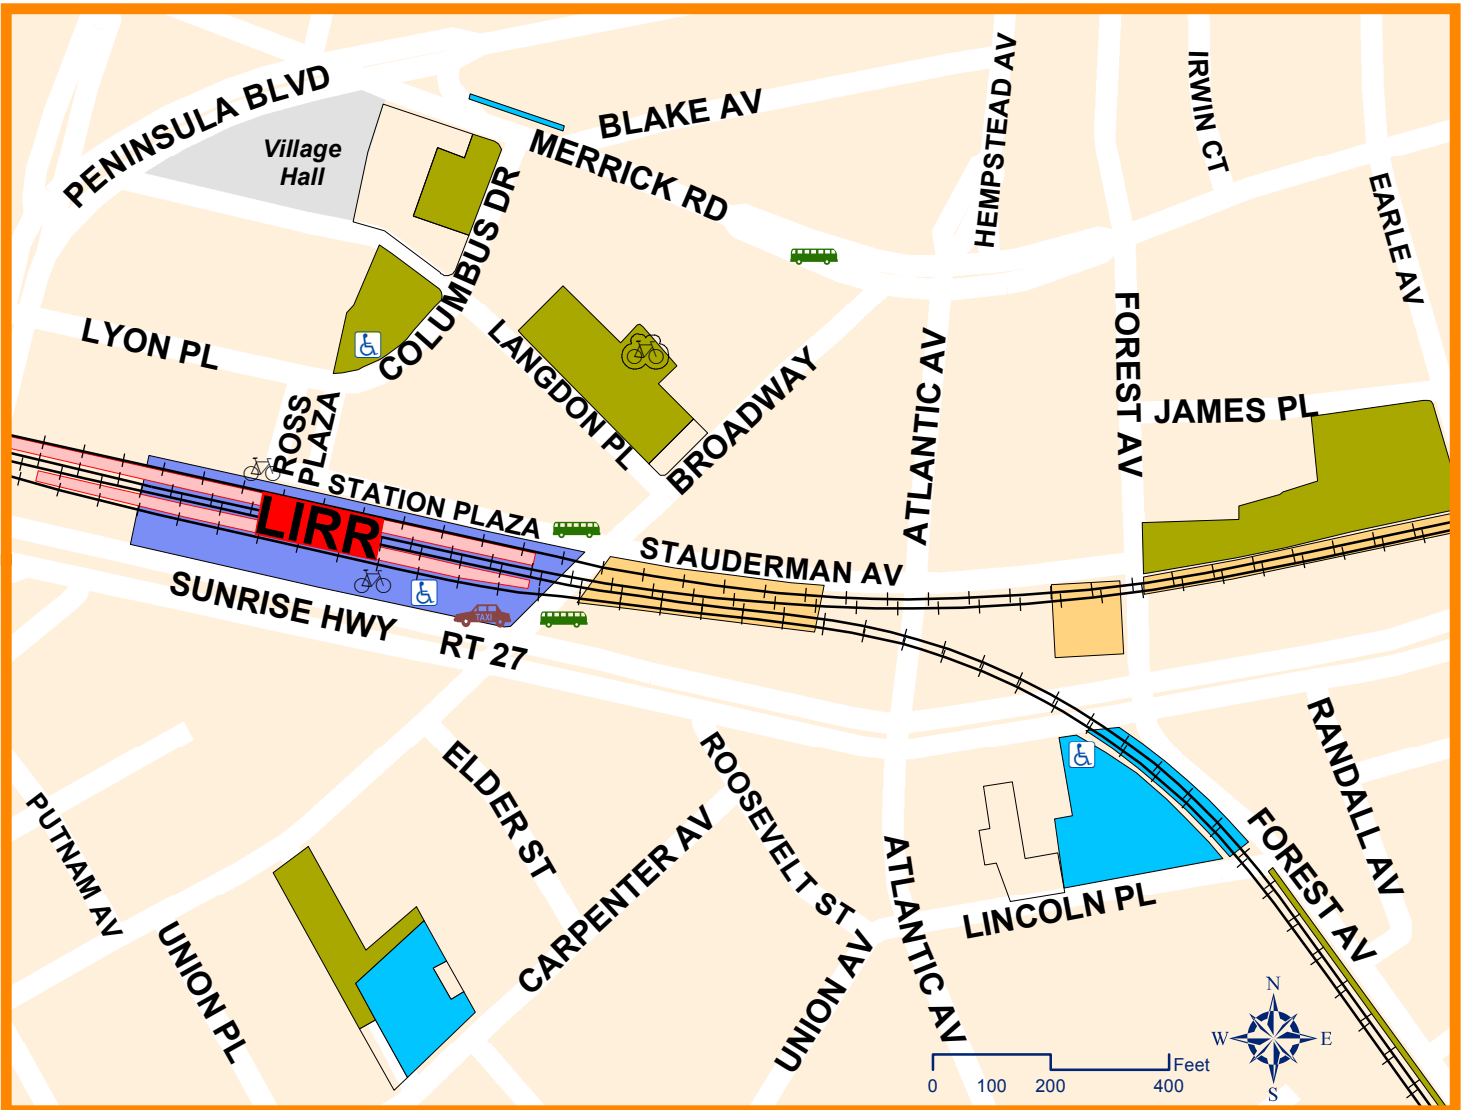 PENINSULA BLVD
Village
Hall
BLAKE AV
MERRICK RD
HEMPSTEAD AV
IRWIN CT
EARLE AV
COLUMBUS DR
LYON PL
LANGDON PL
BROADWAY
ATLANTIC AV
FOREST AV
JAMES PL
ROSS
PLAZA
STATION PLAZA
LIRR
STAUDERMAN AV
SUNRISE HWY
RT 27
TAXI
ELDER ST
ROOSEVELT ST
RANDALL AV
PUTNAM AV
UNION PL
CARPENTER AV
ATLANTIC AV
UNION AV
LINCOLN PL
FOREST AV
N
W
E
S
Feet
0
100
200
400